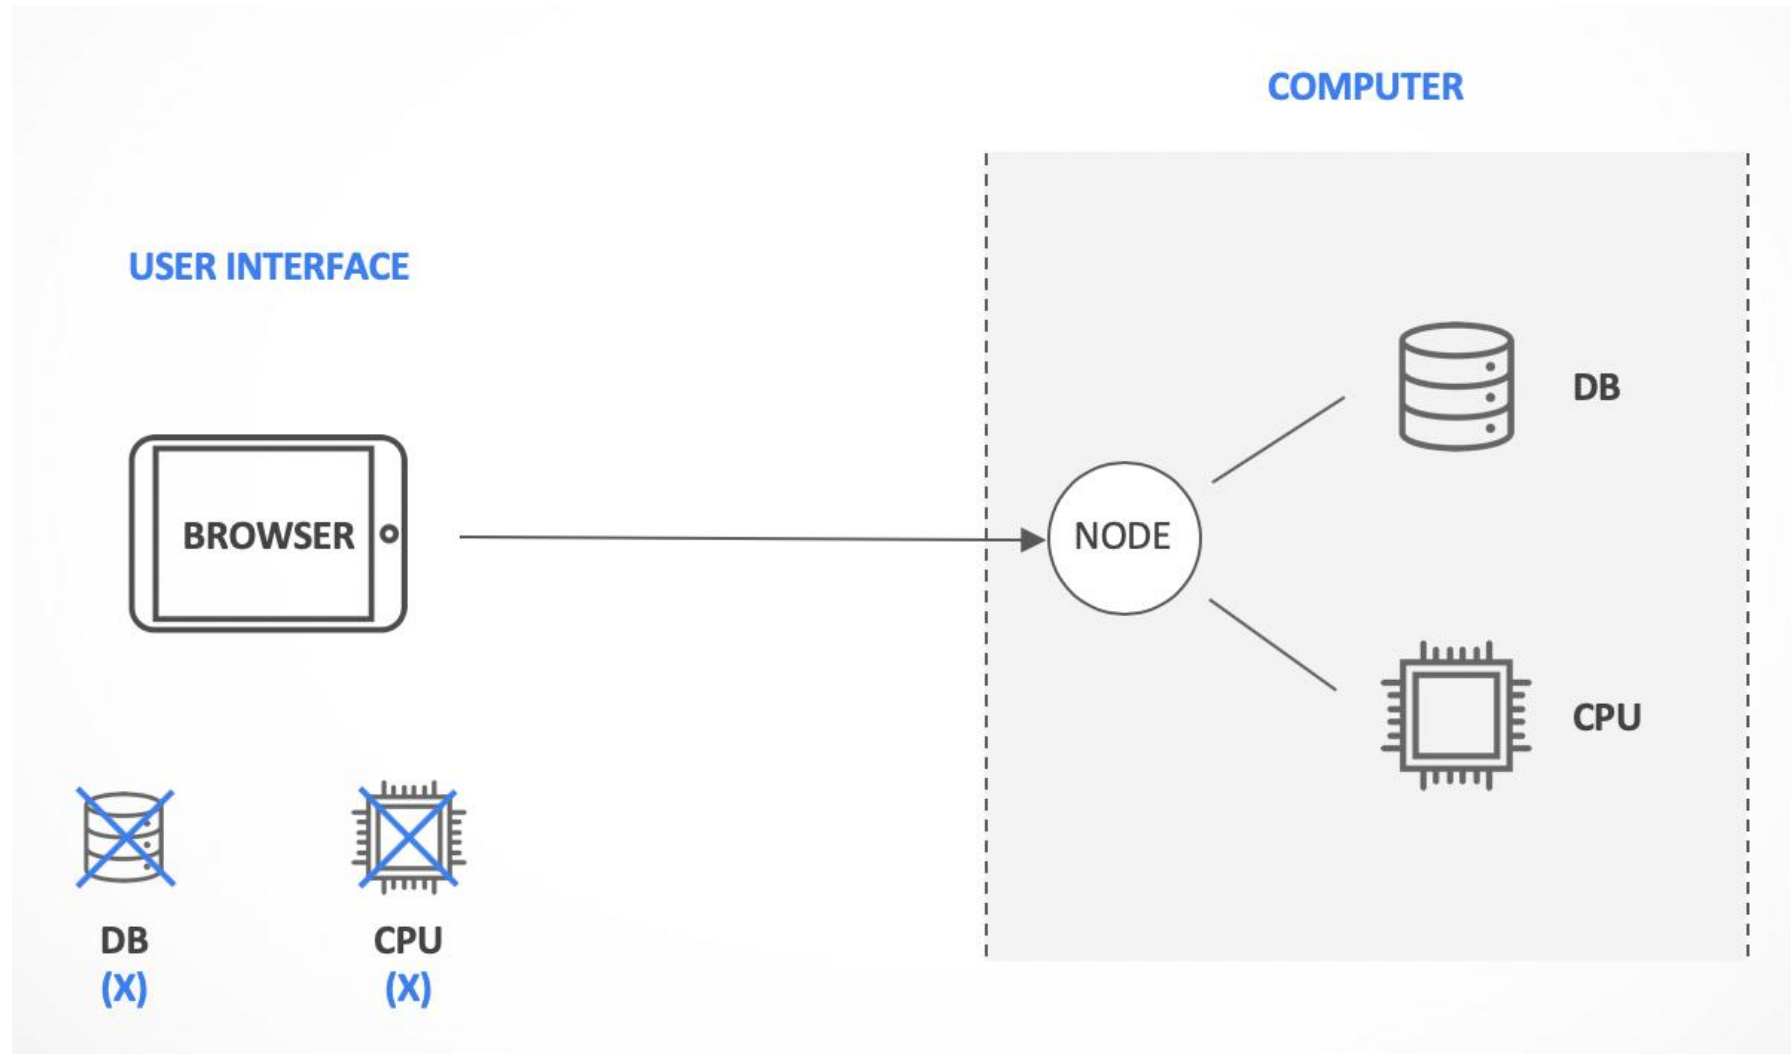 COMPUTER
USER INTERFACE
BROWSER
NODE
DB
CPU
DB
(X)
CPU
(X)